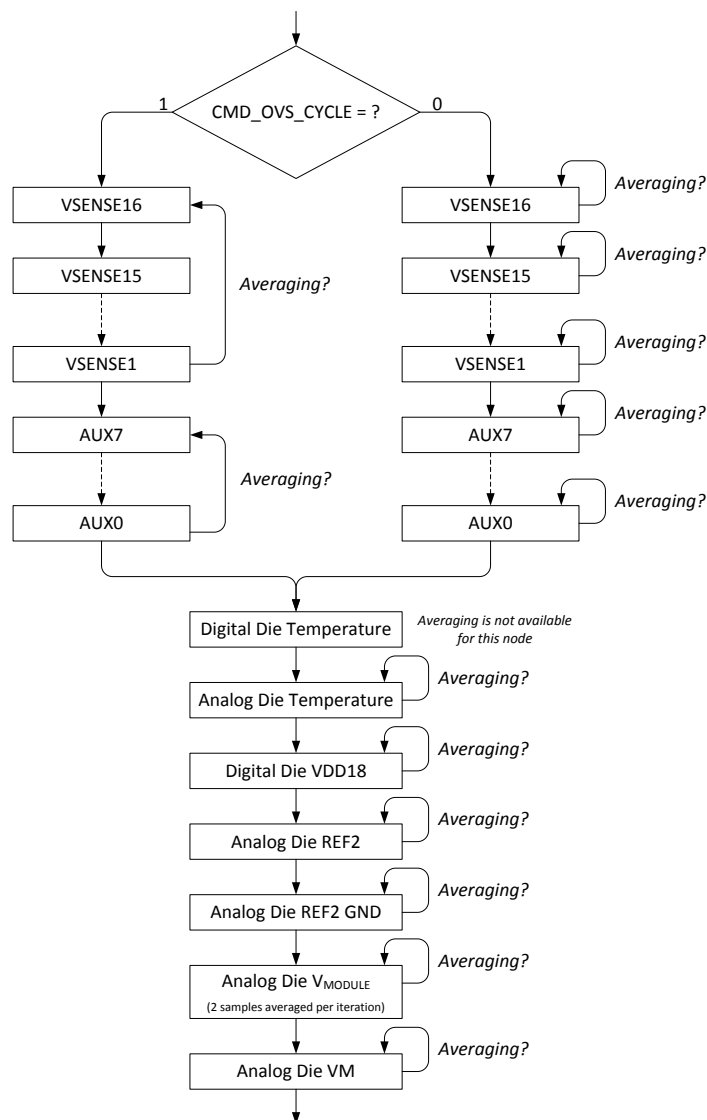 CMD_OVS_CYCLE = ?
1
0
VSENSE16
VSENSE15
VSENSE1
Averaging?
AUX7
AUX0
Averaging?
VSENSE16
Averaging?
VSENSE15
Averaging?
VSENSE1
Averaging?
AUX7
Averaging?
AUX0
Averaging?
Digital Die Temperature
Averaging is not available
for this node
Analog Die Temperature
Averaging?
Digital Die VDD18
Averaging?
Analog Die REF2
Averaging?
Analog Die REF2 GND
Averaging?
Analog Die VMODULE
(2 samples averaged per iteration)
Averaging?
Analog Die VM
Averaging?